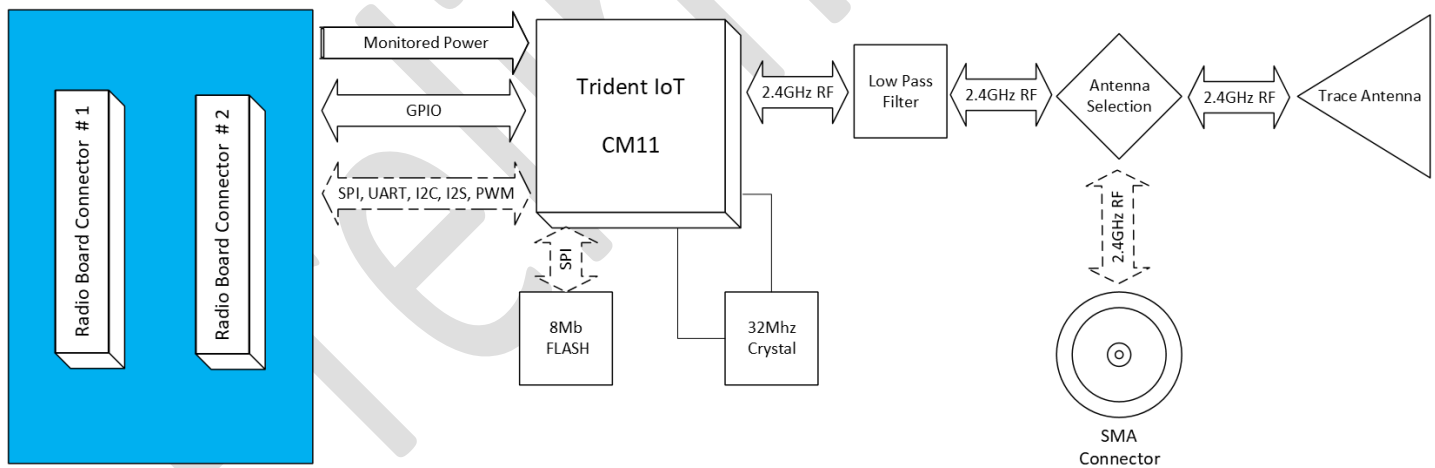 Radio Board Connector # 1
Radio Board Connector # 2
Monitored Power
GPIO
SPI, UART, I2C, I2S, PWM
Trident IoT
CM11
SPI
8Mb
FLASH
32Mhz
Crystal
2.4GHz RF
Low Pass
Filter
2.4GHz RF
Antenna
Selection
2.4GHz RF
Trace Antenna
2.4GHz RF
SMA
Connector